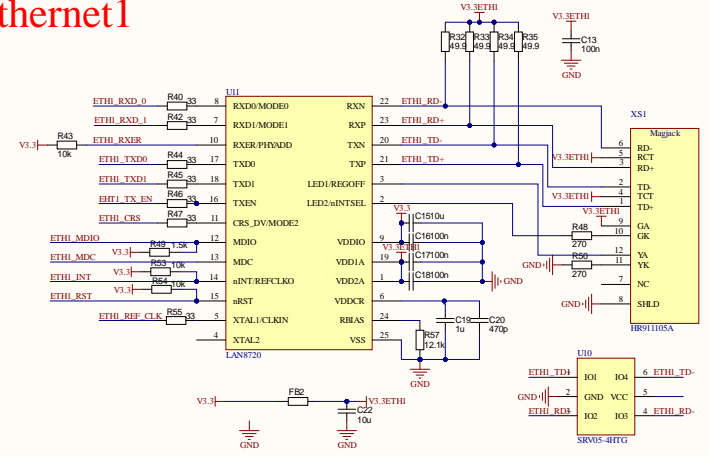 thernet1
V3.3ETH1
R32 R33 R34 R35
49.9 49.9 49.9 49.9
V3.3ETH1
C13
100n
GND
U11
LAN8720
ETH1_RXD_0 R40 33 8 RXD0/MODE0
ETH1_RXD_1 R42 33 7 RXD1/MODE1
V3.3 R43 10k ETH1_RXER 10 RXER/PHYADD
ETH1_TXD0 R44 33 17 TXD0
ETH1_TXD1 R45 33 18 TXD1
EHT1_TX_EN R46 33 16 TXEN
ETH1_CRS R47 33 11 CRS_DV/MODE2
ETH1_MDIO 12 MDIO
V3.3 R49 1.5k
ETH1_MDC 13 MDC
V3.3 R53 10k
ETH1_INT 14 nINT/REFCLKO
V3.3 R54 10k
ETH1_RST 15 nRST
ETH1_REF_CLK R55 33 5 XTAL1/CLKIN
4 XTAL2
RXN 22 ETH1_RD-
RXP 23 ETH1_RD+
TXN 20 ETH1_TD-
TXP 21 ETH1_TD+
LED1/REGOFF 3
LED2/nINTSEL 2
V3.3
C15 10u
VDDIO 9 C16 100n
V3.3ETH1
VDD1A 19 C17 100n
VDD2A 1 C18 100n
GND
VDDCR 6
C19 1u
C20 470p
RBIAS 24
R57 12.1k
VSS 25
GND
XS1
Magjack
6 RD-
V3.3ETH1 5 RCT
3 RD+
2 TD-
V3.3ETH1 4 TCT
1 TD+
V3.3ETH1
9 GA
R48 270 10 GK
12 YA
GND R50 270 11 YK
7 NC
GND 8 SHLD
HR911105A
V3.3 FB2 V3.3ETH1
C22
10u
GND GND
U10
ETH1_TD+ 1 IO1 IO4 6 ETH1_TD-
GND 2 GND VCC 5
ETH1_RD+ 3 IO2 IO3 4 ETH1_RD-
SRV05-4HTG